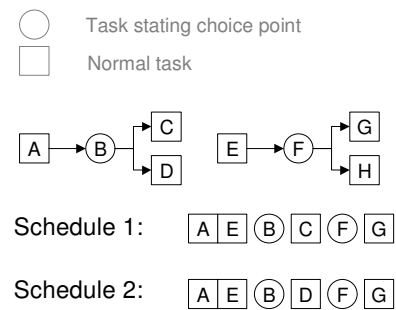 Task stating choice point
Normal task
C
G
A
B
E
F
D
H
Schedule 1: A E B C F G
Schedule 2: A E B D F G